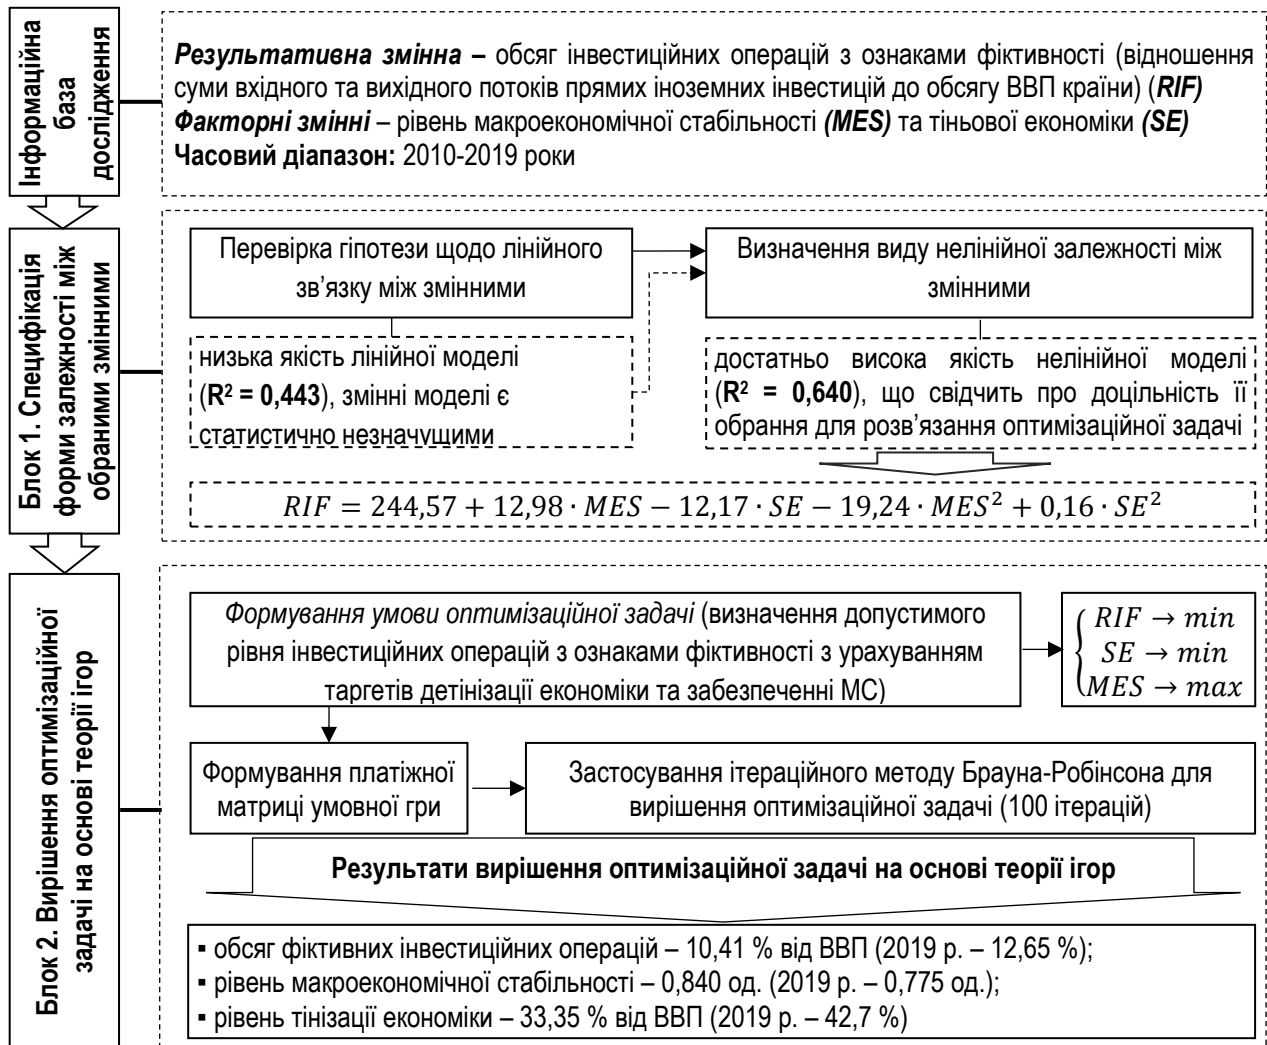 Інформаційна
база
дослідження
Результативна змінна – обсяг інвестиційних операцій з ознаками фіктивності (відношення
суми вхідного та вихідного потоків прямих іноземних інвестицій до обсягу ВВП країни) (RIF)
Факторні змінні – рівень макроекономічної стабільності (MES) та тіньової економіки (SE)
Часовий діапазон: 2010-2019 роки
Блок 1. Специфікація
форми залежності між
обраними змінними
Перевірка гіпотези щодо лінійного
зв’язку між змінними
Визначення виду нелінійної залежності між
змінними
низька якість лінійної моделі
(R² = 0,443), змінні моделі є
статистично незначущими
достатньо висока якість нелінійної моделі
(R² = 0,640), що свідчить про доцільність її
обрання для розв’язання оптимізаційної задачі
RIF = 244,57 + 12,98 · MES − 12,17 · SE − 19,24 · MES² + 0,16 · SE²
Блок 2. Вирішення оптимізаційної
задачі на основі теорії ігор
Формування умови оптимізаційної задачі (визначення допустимого
рівня інвестиційних операцій з ознаками фіктивності з урахуванням
таргетів детінізації економіки та забезпеченні МС)
RIF → min
SE → min
MES → max
Формування платіжної
матриці умовної гри
Застосування ітераційного методу Брауна-Робінсона для
вирішення оптимізаційної задачі (100 ітерацій)
Результати вирішення оптимізаційної задачі на основі теорії ігор
▪ обсяг фіктивних інвестиційних операцій – 10,41 % від ВВП (2019 р. – 12,65 %);
▪ рівень макроекономічної стабільності – 0,840 од. (2019 р. – 0,775 од.);
▪ рівень тінізації економіки – 33,35 % від ВВП (2019 р. – 42,7 %)